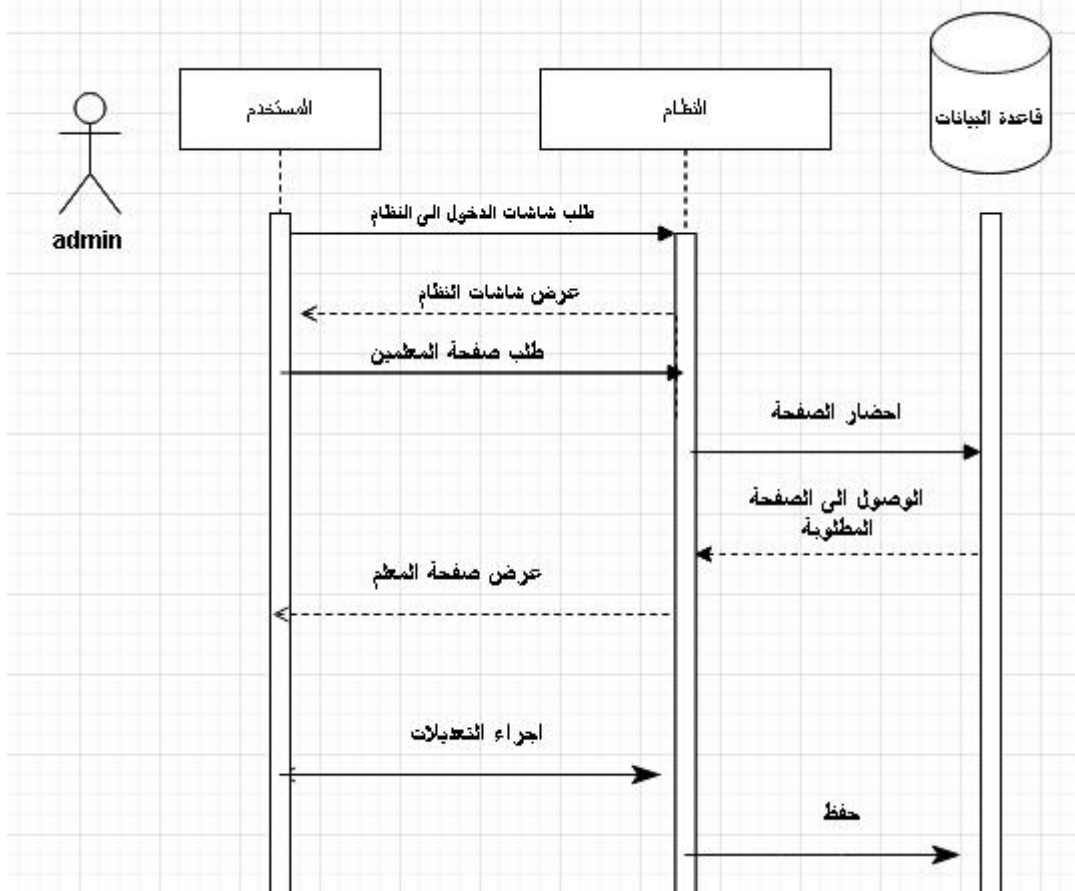 المستخدم
النظام
قاعدة البيانات
admin
طلب شاشات الدخول الى النظام
عرض شاشات النظام
طلب صفحة المعلمين
احضار الصفحة
الوصول الى الصفحة
المطلوبة
عرض صفحة المعلم
اجراء التعديلات
حفظ